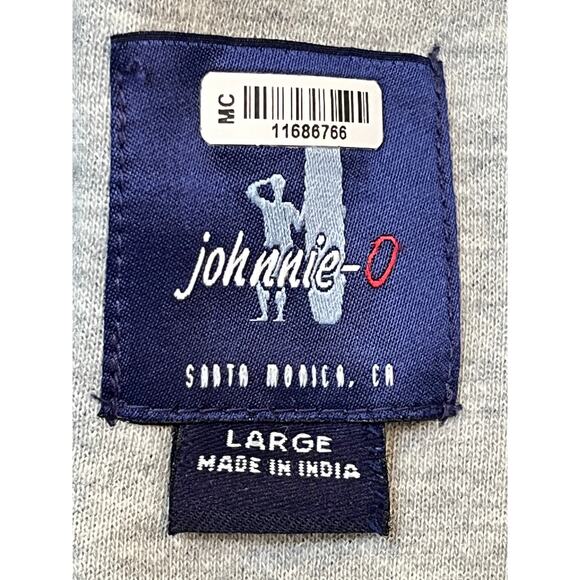 MC
11686766
johnnie-O
SANTA MONICA, CA
LARGE
MADE IN INDIA